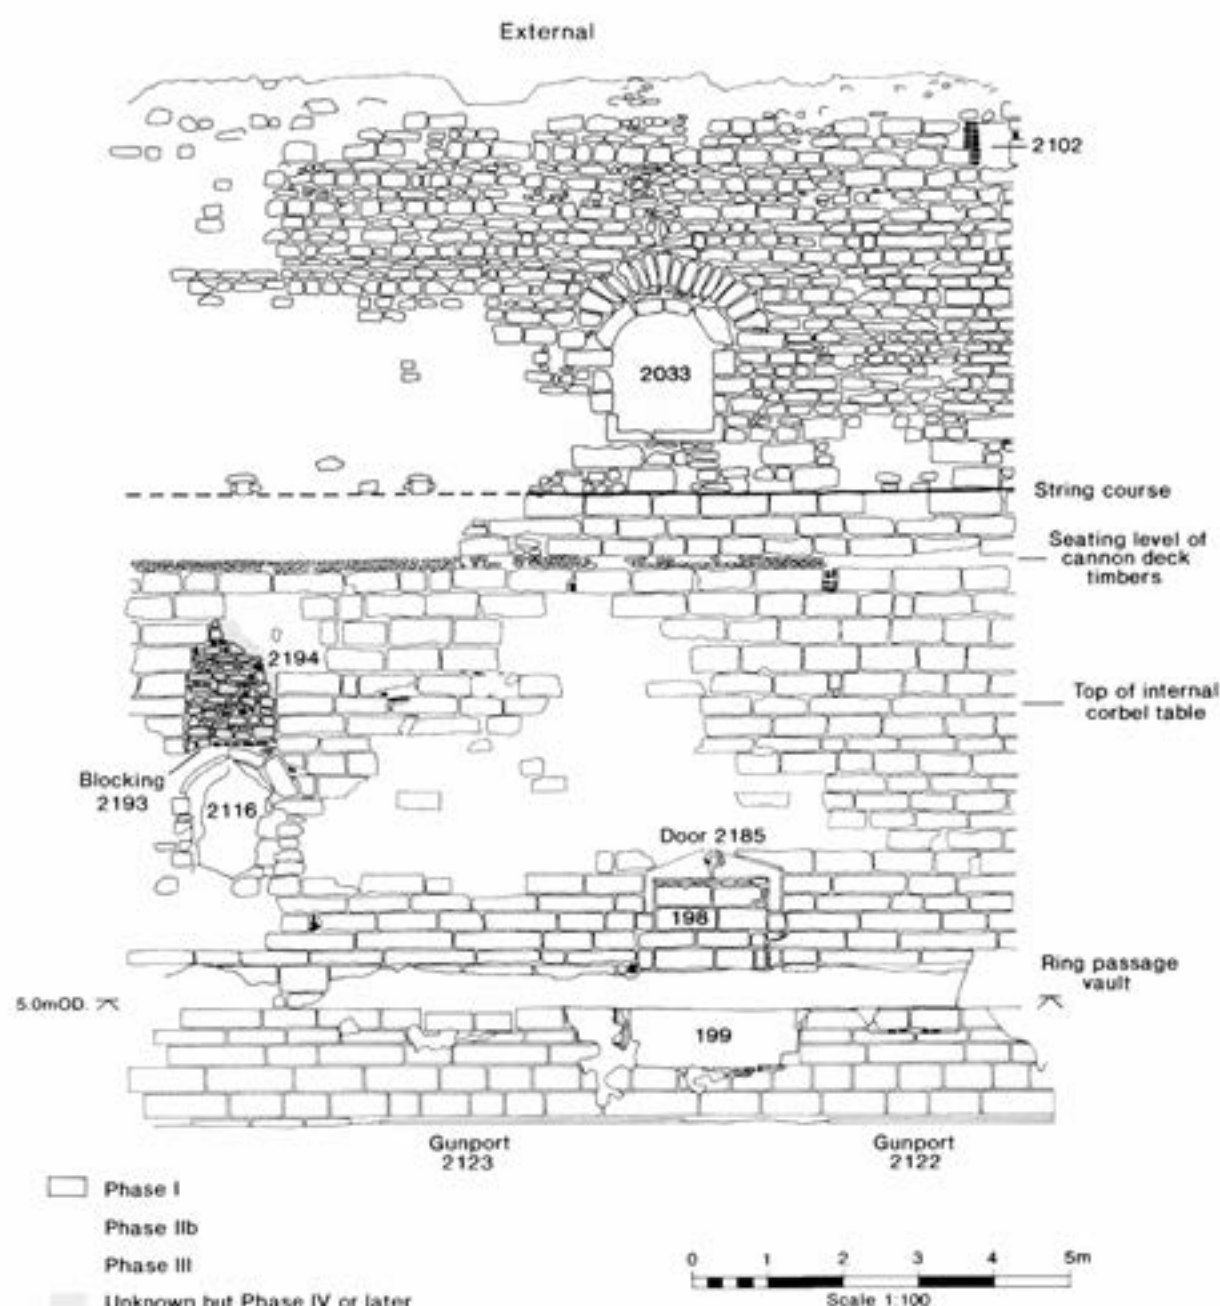 External
2102
2033
String course
Seating level of
cannon deck
timbers
2194
Top of internal
corbel table
Blocking
2193
2116
Door 2185
198
Ring passage
vault
5.0mOD.
199
Gunport
2123
Gunport
2122
Phase I
Phase IIb
Phase III
Unknown but Phase IV or later
0 1 2 3 4 5m
Scale 1:100